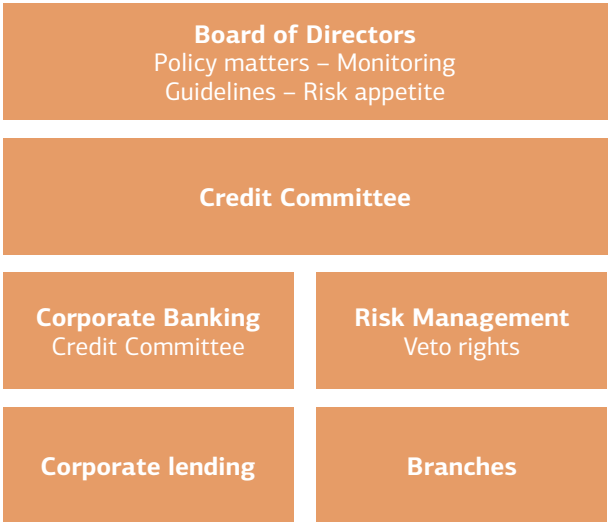 Board of Directors
Policy matters – Monitoring
Guidelines – Risk appetite
Credit Committee
Corporate Banking
Credit Committee
Risk Management
Veto rights
Corporate lending
Branches